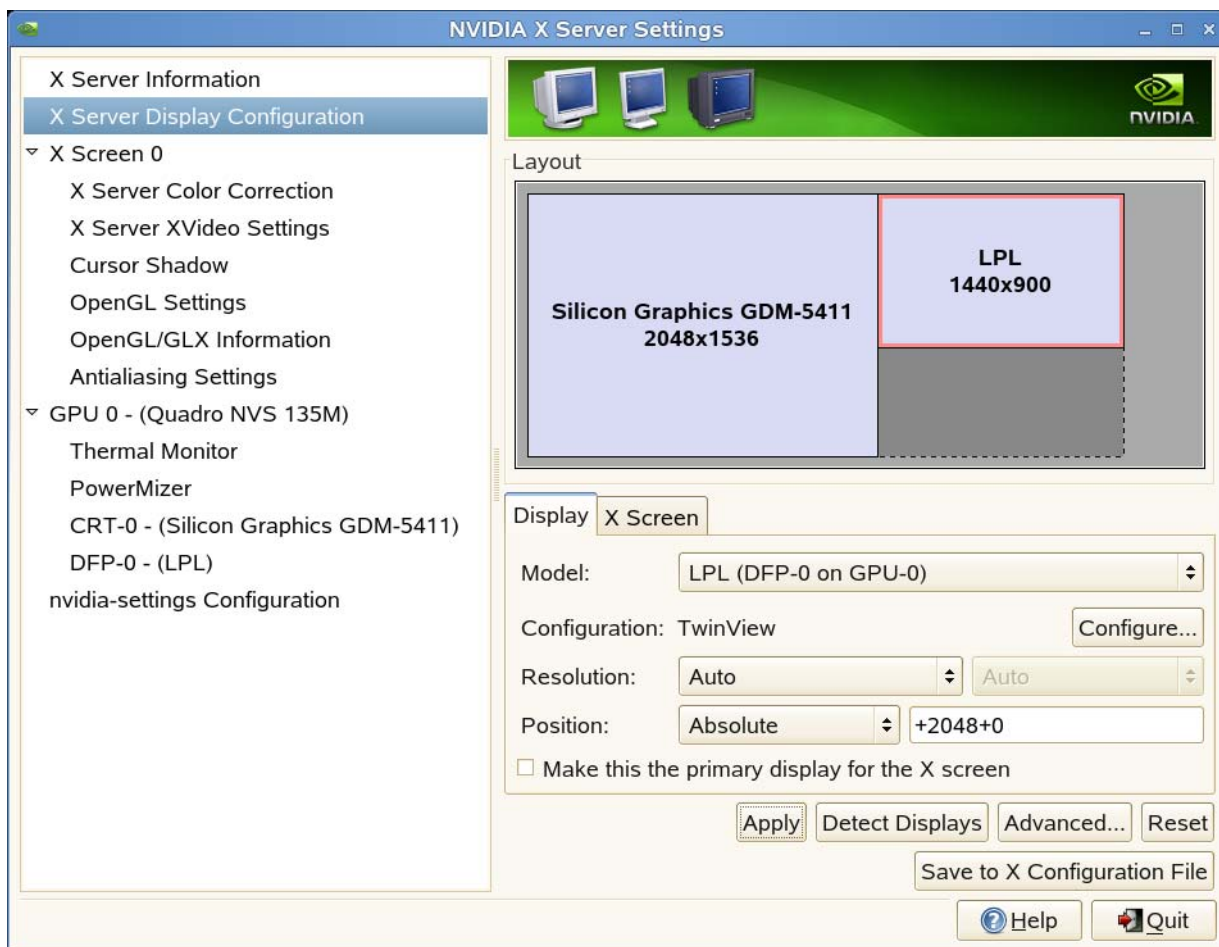 NVIDIA X Server Settings
X Server Information
X Server Display Configuration
X Screen 0
X Server Color Correction
X Server XVideo Settings
Cursor Shadow
OpenGL Settings
OpenGL/GLX Information
Antialiasing Settings
GPU 0 - (Quadro NVS 135M)
Thermal Monitor
PowerMizer
CRT-0 - (Silicon Graphics GDM-5411)
DFP-0 - (LPL)
nvidia-settings Configuration
NVIDIA.
Layout
Silicon Graphics GDM-5411
2048x1536
LPL
1440x900
Display X Screen
Model: LPL (DFP-0 on GPU-0)
Configuration: TwinView Configure...
Resolution: Auto Auto
Position: Absolute +2048+0
Make this the primary display for the X screen
Apply Detect Displays Advanced... Reset
Save to X Configuration File
Help Quit